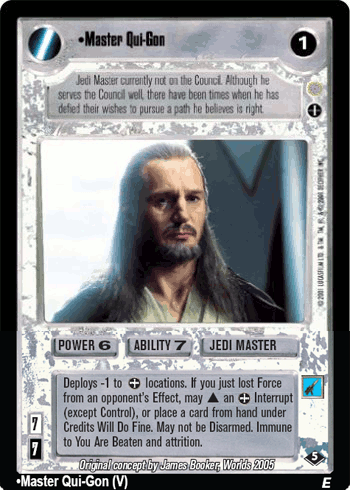 •Master Qui-Gon
1
Jedi Master currently not on the Council. Although he
serves the Council well, there have been times when he has
defied their wishes to pursue a path he believes is right.
POWER 6
ABILITY 7
JEDI MASTER
Deploys -1 to locations. If you just lost Force
from an opponent's Effect, may ▲ an Interrupt
(except Control), or place a card from hand under
Credits Will Do Fine. May not be Disarmed. Immune
to You Are Beaten and attrition.
7
7
5
Original concept by James Booker, Worlds 2005
•Master Qui-Gon (V)
E